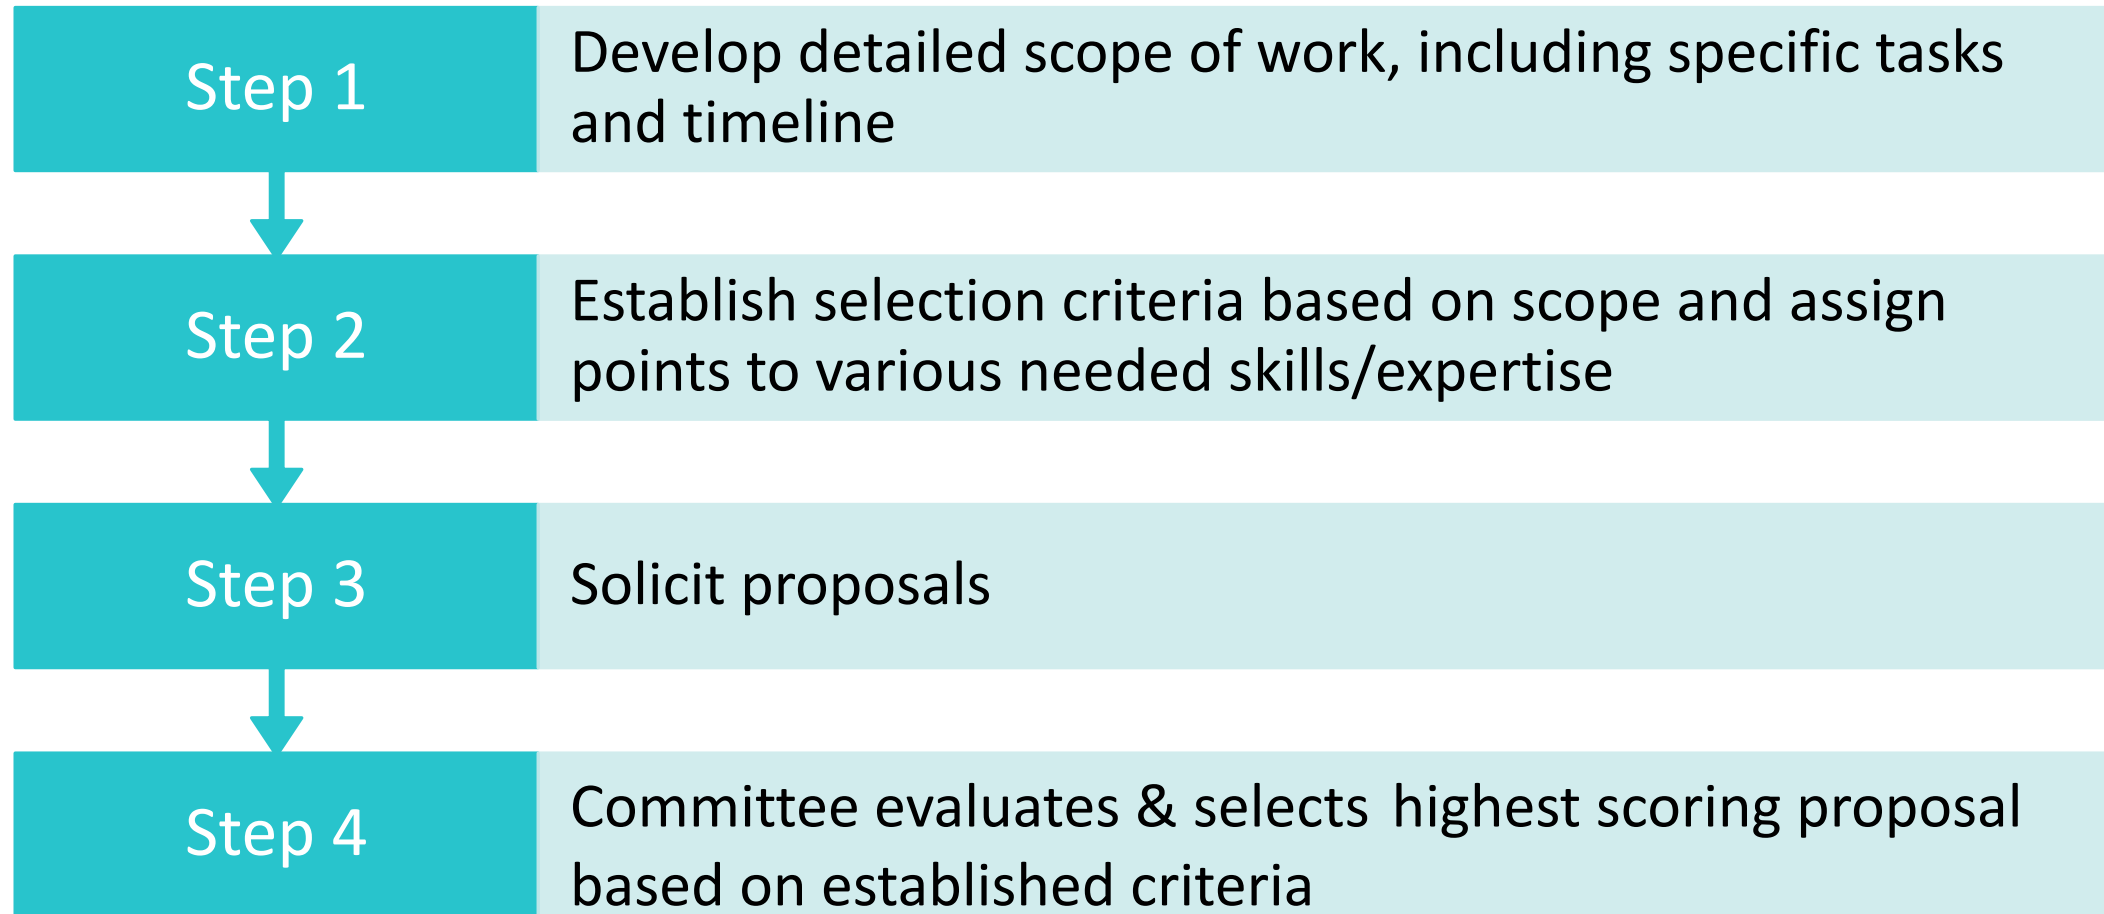 Step 1
Develop detailed scope of work, including specific tasks
and timeline
Step 2
Establish selection criteria based on scope and assign
points to various needed skills/expertise
Step 3
Solicit proposals
Step 4
Committee evaluates & selects highest scoring proposal
based on established criteria